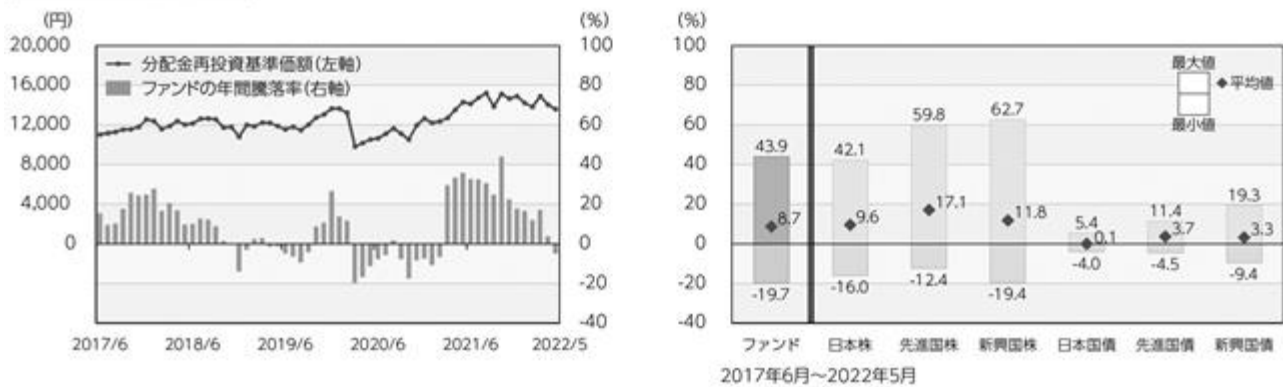 (円)
(%)
20,000
16,000
12,000
8,000
4,000
0
100
80
60
40
20
0
-20
-40
分配金再投資基準価額(左軸)
ファンドの年間騰落率(右軸)
2017/6 2018/6 2019/6 2020/6 2021/6 2022/5
(%)
100
80
60
40
20
0
-20
-40
最大値
平均値
最小値
43.9 42.1 59.8 62.7 5.4 11.4 19.3
8.7 9.6 17.1 11.8 0.1 3.7 3.3
-19.7 -16.0 -12.4 -19.4 -4.0 -4.5 -9.4
ファンド 日本株 先進国株 新興国株 日本国債 先進国債 新興国債
2017年6月～2022年5月